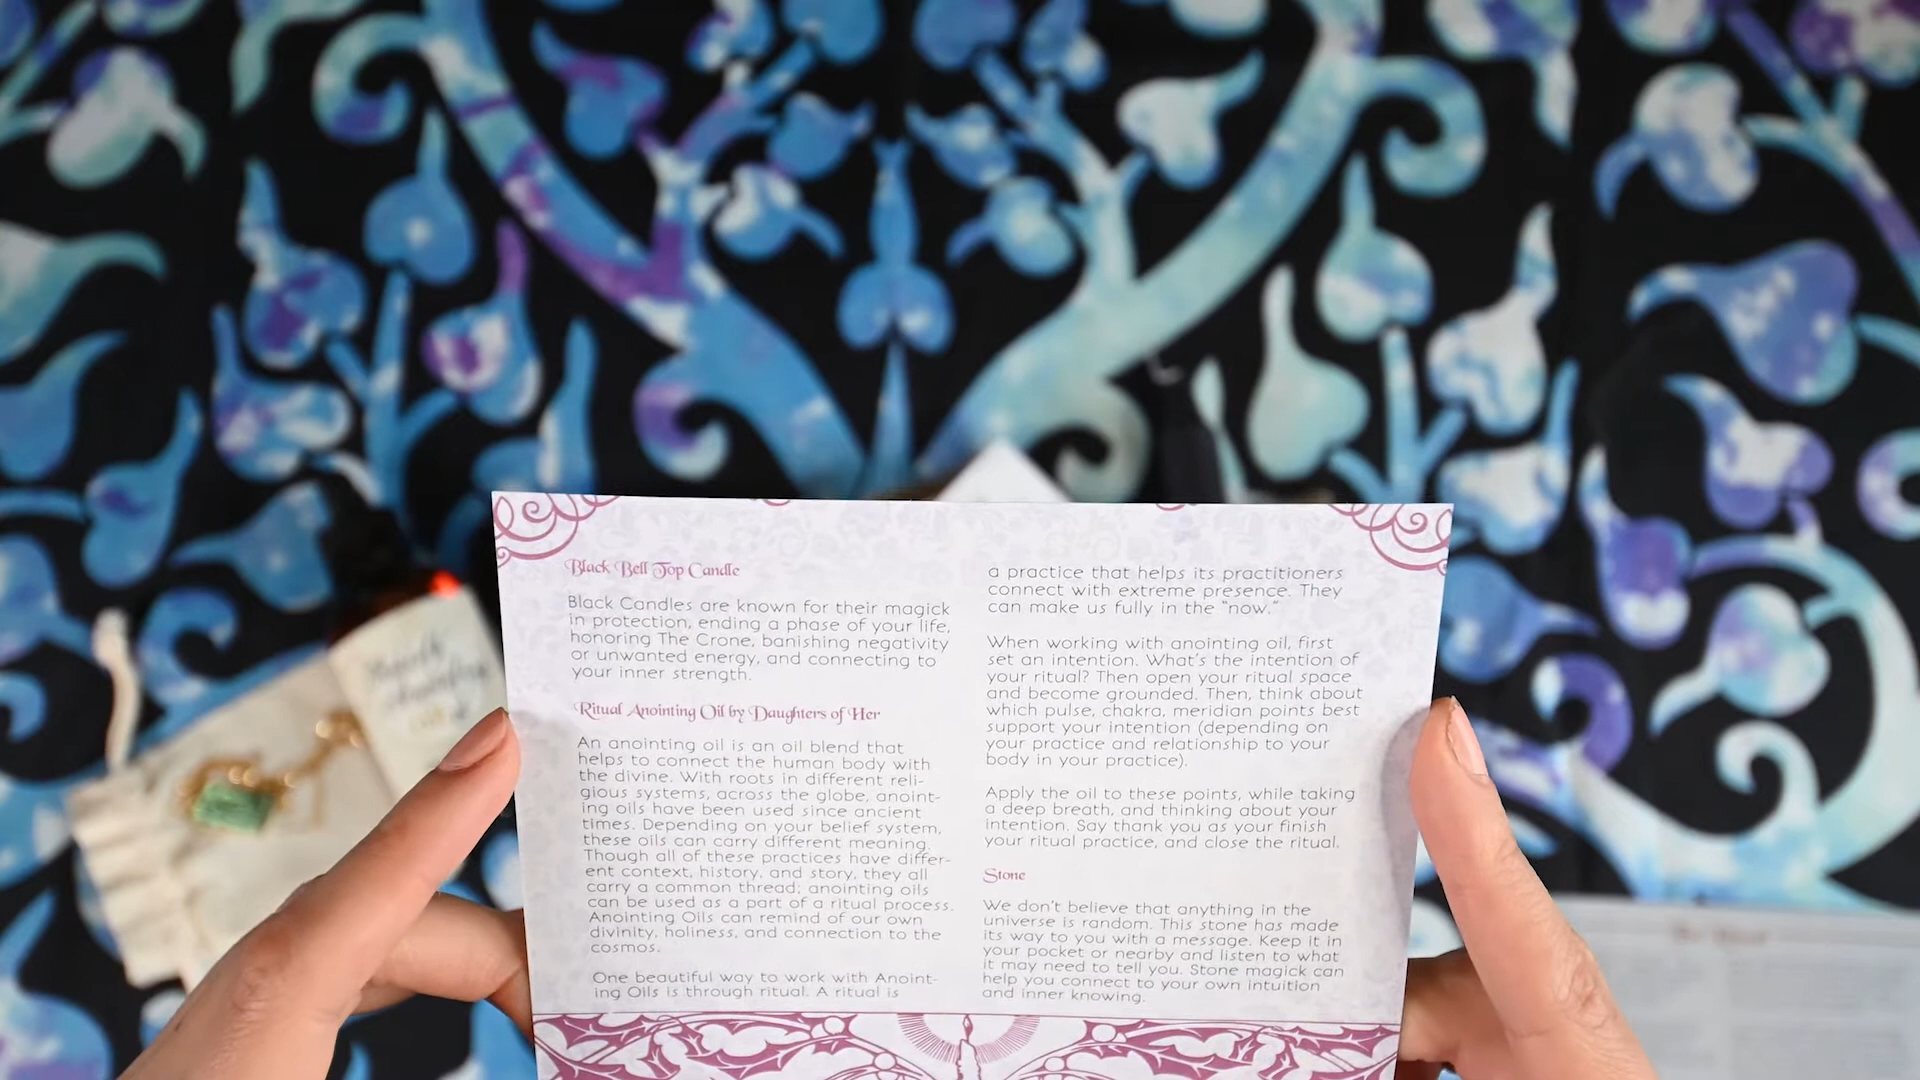 Black Bell Top Candle
Black Candles are known for their magick
in protection, ending a phase of your life,
honoring The Crone, banishing negativity
or unwanted energy, and connecting to
your inner strength.
Ritual Anointing Oil by Daughters of Her
An anointing oil is an oil blend that
helps to connect the human body with
the divine. With roots in different reli-
gious systems, across the globe, anoint-
ing oils have been used since ancient
times. Depending on your belief system,
these oils can carry different meaning.
Though all of these practices have differ-
ent context, history, and story, they all
carry a common thread; anointing oils
can be used as a part of a ritual process.
Anointing Oils can remind of our own
divinity, holiness, and connection to the
cosmos.
One beautiful way to work with Anoint-
ing Oils is through ritual. A ritual is
a practice that helps its practitioners
connect with extreme presence. They
can make us fully in the "now."
When working with anointing oil, first
set an intention. What's the intention of
your ritual? Then open your ritual space
and become grounded. Then, think about
which pulse, chakra, meridian points best
support your intention (depending on
your practice and relationship to your
body in your practice).
Apply the oil to these points, while taking
a deep breath, and thinking about your
intention. Say thank you as your finish
your ritual practice, and close the ritual.
Stone
We don't believe that anything in the
universe is random. This stone has made
its way to you with a message. Keep it in
your pocket or nearby and listen to what
it may need to tell you. Stone magick can
help you connect to your own intuition
and inner knowing.